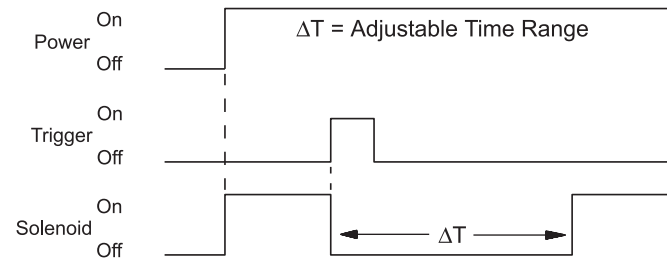 On
Power
Off
ΔT = Adjustable Time Range
On
Trigger
Off
On
Solenoid
Off
ΔT